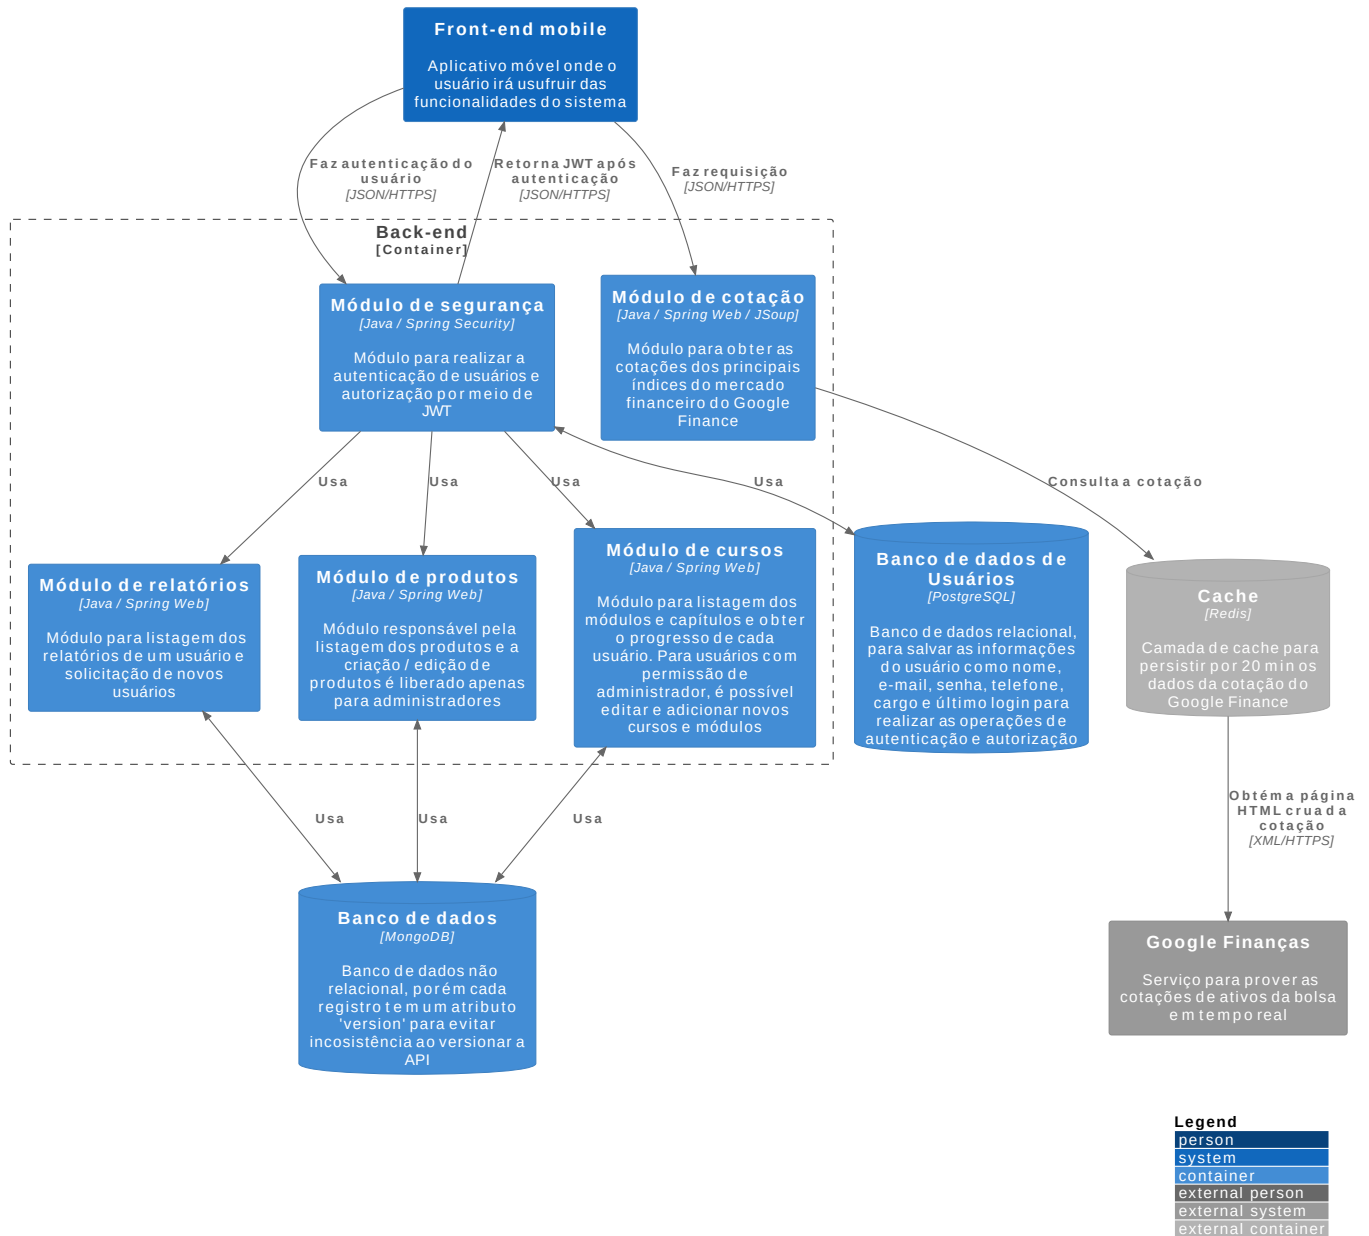 Front-end mobile
Aplicativo móvel onde o
usuário irá usufruir das
funcionalidades do sistema
Faz autenticação do
usuário
[JSON/HTTPS]
Retorna JWT após
autenticação
[JSON/HTTPS]
Faz requisição
[JSON/HTTPS]
Back-end
[Container]
Módulo de segurança
[Java / Spring Security]
Módulo para realizar a
autenticação de usuários e
autorização por meio de
JWT
Módulo de cotação
[Java / Spring Web / JSoup]
Módulo para obter as
cotações dos principais
índices do mercado
financeiro do Google
Finance
Usa
Usa
Usa
Usa
Consulta a cotação
Módulo de relatórios
[Java / Spring Web]
Módulo para listagem dos
relatórios de um usuário e
solicitação de novos
usuários
Módulo de produtos
[Java / Spring Web]
Módulo responsável pela
listagem dos produtos e a
criação / edição de
produtos é liberado apenas
para administradores
Módulo de cursos
[Java / Spring Web]
Módulo para listagem dos
módulos e capítulos e obter
o progresso de cada
usuário. Para usuários com
permissão de
administrador, é possível
editar e adicionar novos
cursos e módulos
Banco de dados de
Usuários
[PostgreSQL]
Banco de dados relacional,
para salvar as informações
do usuário como nome,
e-mail, senha, telefone,
cargo e último login para
realizar as operações de
autenticação e autorização
Cache
[Redis]
Camada de cache para
persistir por 20 min os
dados da cotação do
Google Finance
Usa
Usa
Usa
Obtém a página
HTML crua da
cotação
[XML/HTTPS]
Banco de dados
[MongoDB]
Banco de dados não
relacional, porém cada
registro tem um atributo
'version' para evitar
incosistência ao versionar a
API
Google Finanças
Serviço para prover as
cotações de ativos da bolsa
em tempo real
Legend
person
system
container
external person
external system
external container